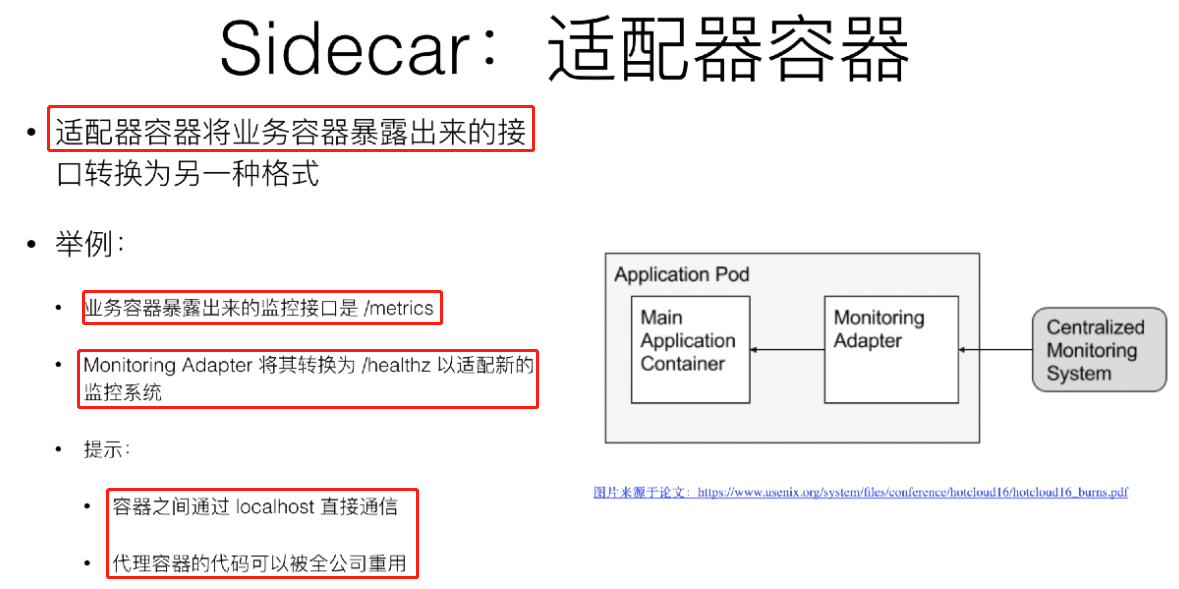 Sidecar：适配器容器
适配器容器将业务容器暴露出来的接
口转换为另一种格式
举例：
业务容器暴露出来的监控接口是 /metrics
Monitoring Adapter 将其转换为 /healthz 以适配新的
监控系统
提示：
容器之间通过 localhost 直接通信
代理容器的代码可以被全公司重用
Application Pod
Main
Application
Container
Monitoring
Adapter
Centralized
Monitoring
System
图片来源于论文：https://www.usenix.org/system/files/conference/hotcloud16/hotcloud16_burns.pdf